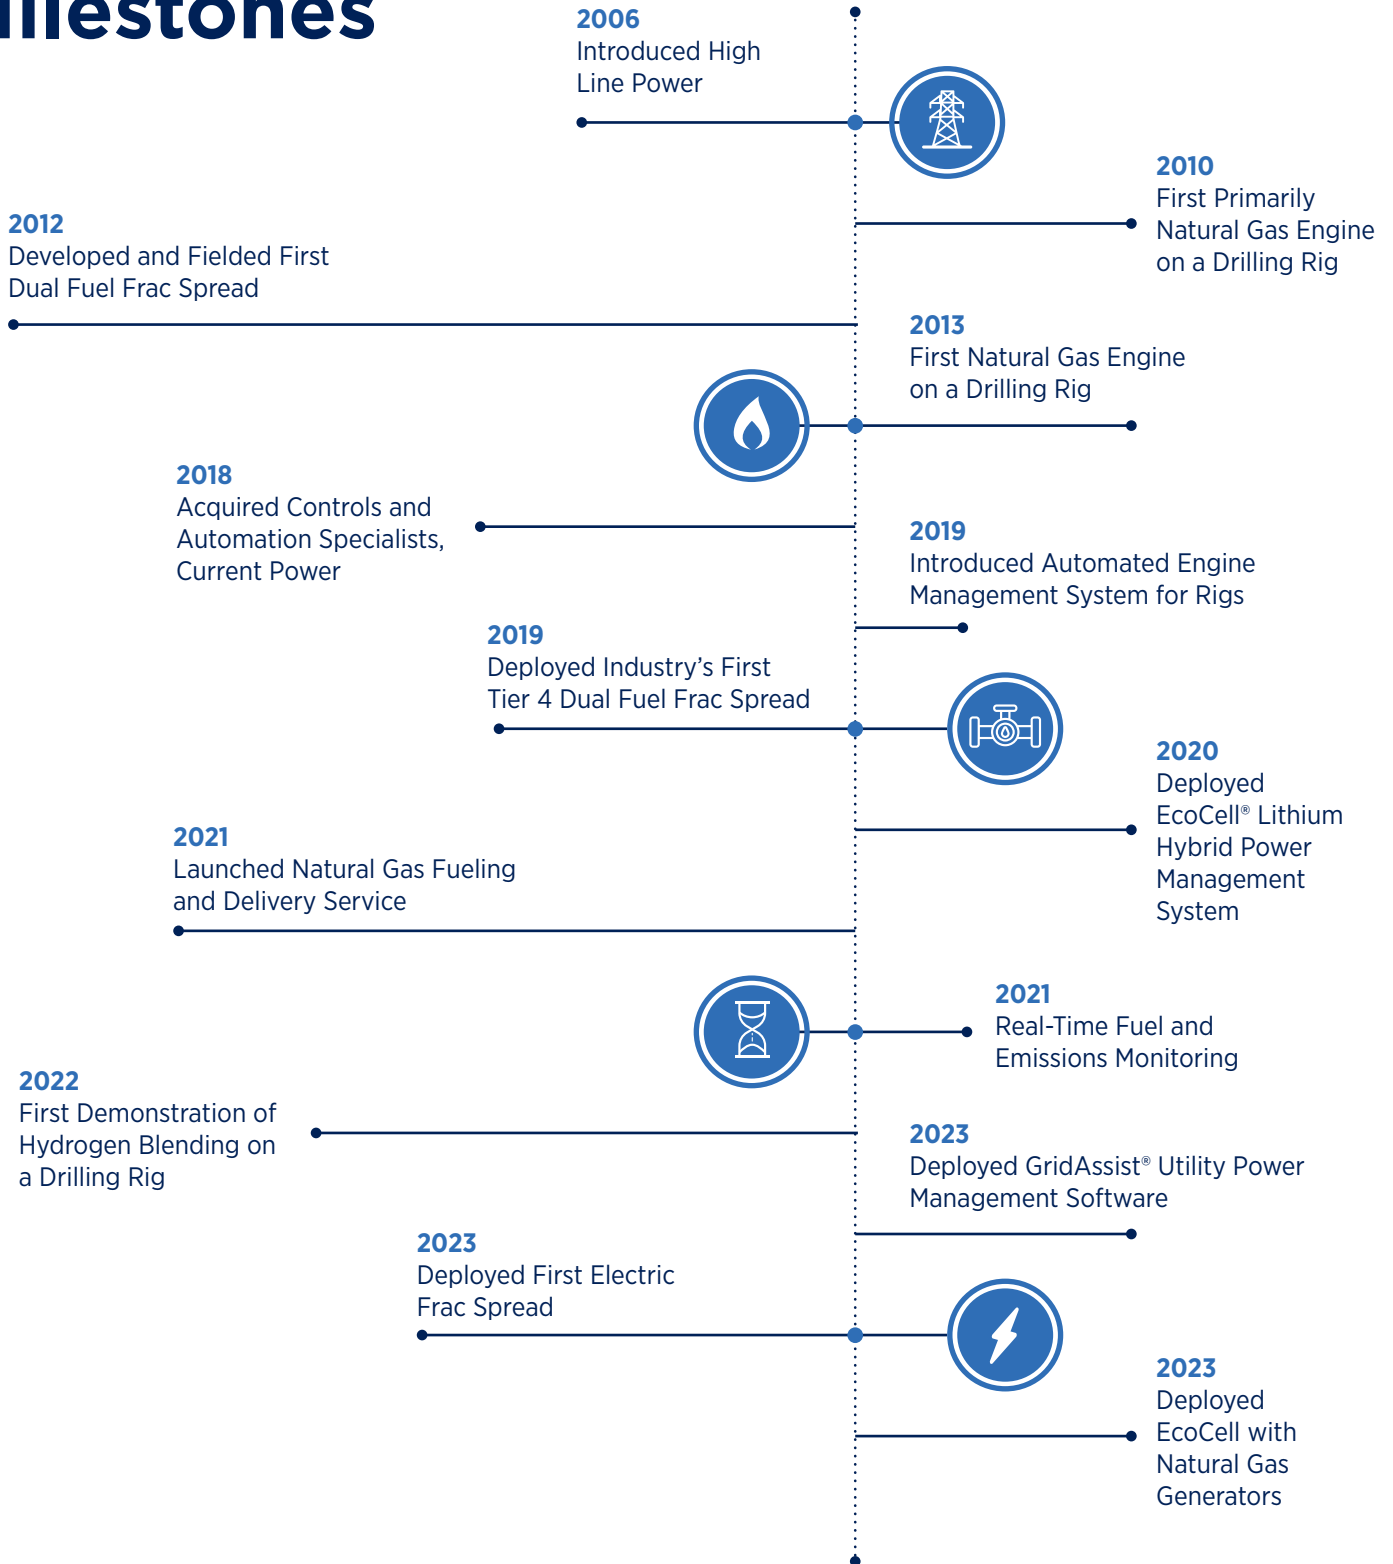 Milestones
2006
Introduced High
Line Power
2010
First Primarily
Natural Gas Engine
on a Drilling Rig
2012
Developed and Fielded First
Dual Fuel Frac Spread
2013
First Natural Gas Engine
on a Drilling Rig
2018
Acquired Controls and
Automation Specialists,
Current Power
2019
Introduced Automated Engine
Management System for Rigs
2019
Deployed Industry’s First
Tier 4 Dual Fuel Frac Spread
2020
Deployed
EcoCell® Lithium
Hybrid Power
Management
System
2021
Launched Natural Gas Fueling
and Delivery Service
2021
Real-Time Fuel and
Emissions Monitoring
2022
First Demonstration of
Hydrogen Blending on
a Drilling Rig
2023
Deployed GridAssist® Utility Power
Management Software
2023
Deployed First Electric
Frac Spread
2023
Deployed
EcoCell with
Natural Gas
Generators